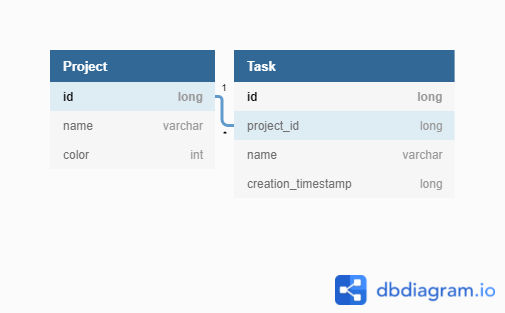 Project
id long
name varchar
color int
1
*
Task
id long
project_id long
name varchar
creation_timestamp long
dbdiagram.io